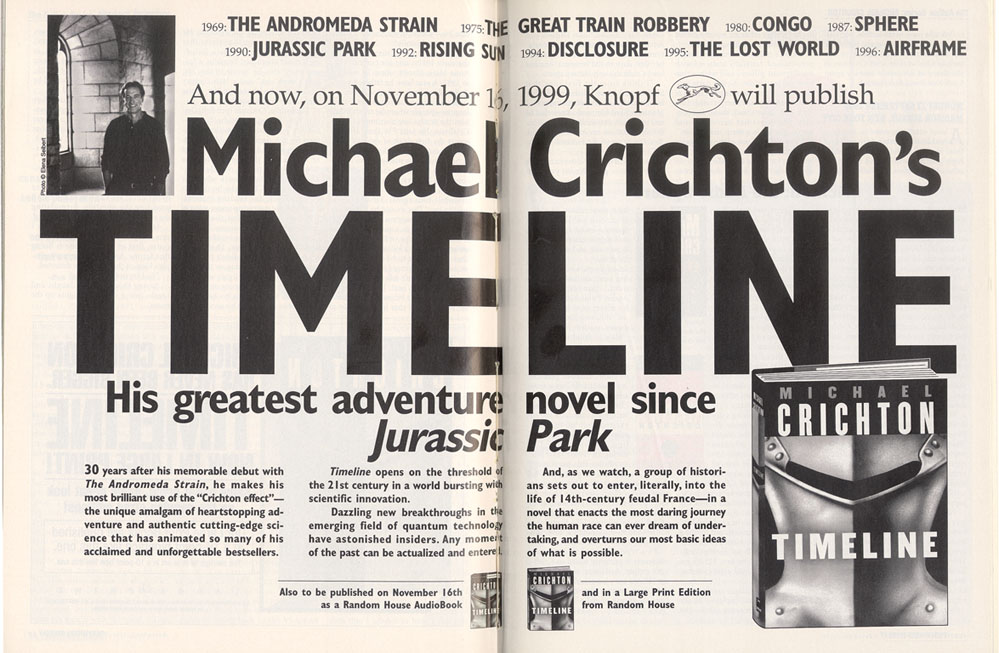 1969: THE ANDROMEDA STRAIN 1975: THE GREAT TRAIN ROBBERY 1980: CONGO 1987: SPHERE
1990: JURASSIC PARK 1992: RISING SUN 1994: DISCLOSURE 1995: THE LOST WORLD 1996: AIRFRAME
And now, on November 16, 1999, Knopf will publish
Michael Crichton's
TIMELINE
Photo © Elena Seibert
His greatest adventure novel since
Jurassic Park
30 years after his memorable debut with
The Andromeda Strain, he makes his
most brilliant use of the "Crichton effect"—
the unique amalgam of heartstopping ad-
venture and authentic cutting-edge sci-
ence that has animated so many of his
acclaimed and unforgettable bestsellers.
Timeline opens on the threshold of
the 21st century in a world bursting with
scientific innovation.
Dazzling new breakthroughs in the
emerging field of quantum technology
have astonished insiders. Any moment
of the past can be actualized and entered.
And, as we watch, a group of histori-
ans sets out to enter, literally, into the
life of 14th-century feudal France—in a
novel that enacts the most daring journey
the human race can ever dream of under-
taking, and overturns our most basic ideas
of what is possible.
MICHAEL
CRICHTON
TIMELINE
Also to be published on November 16th
as a Random House AudioBook
CRICHTON
TIMELINE
CRICHTON
TIMELINE
and in a Large Print Edition
from Random House